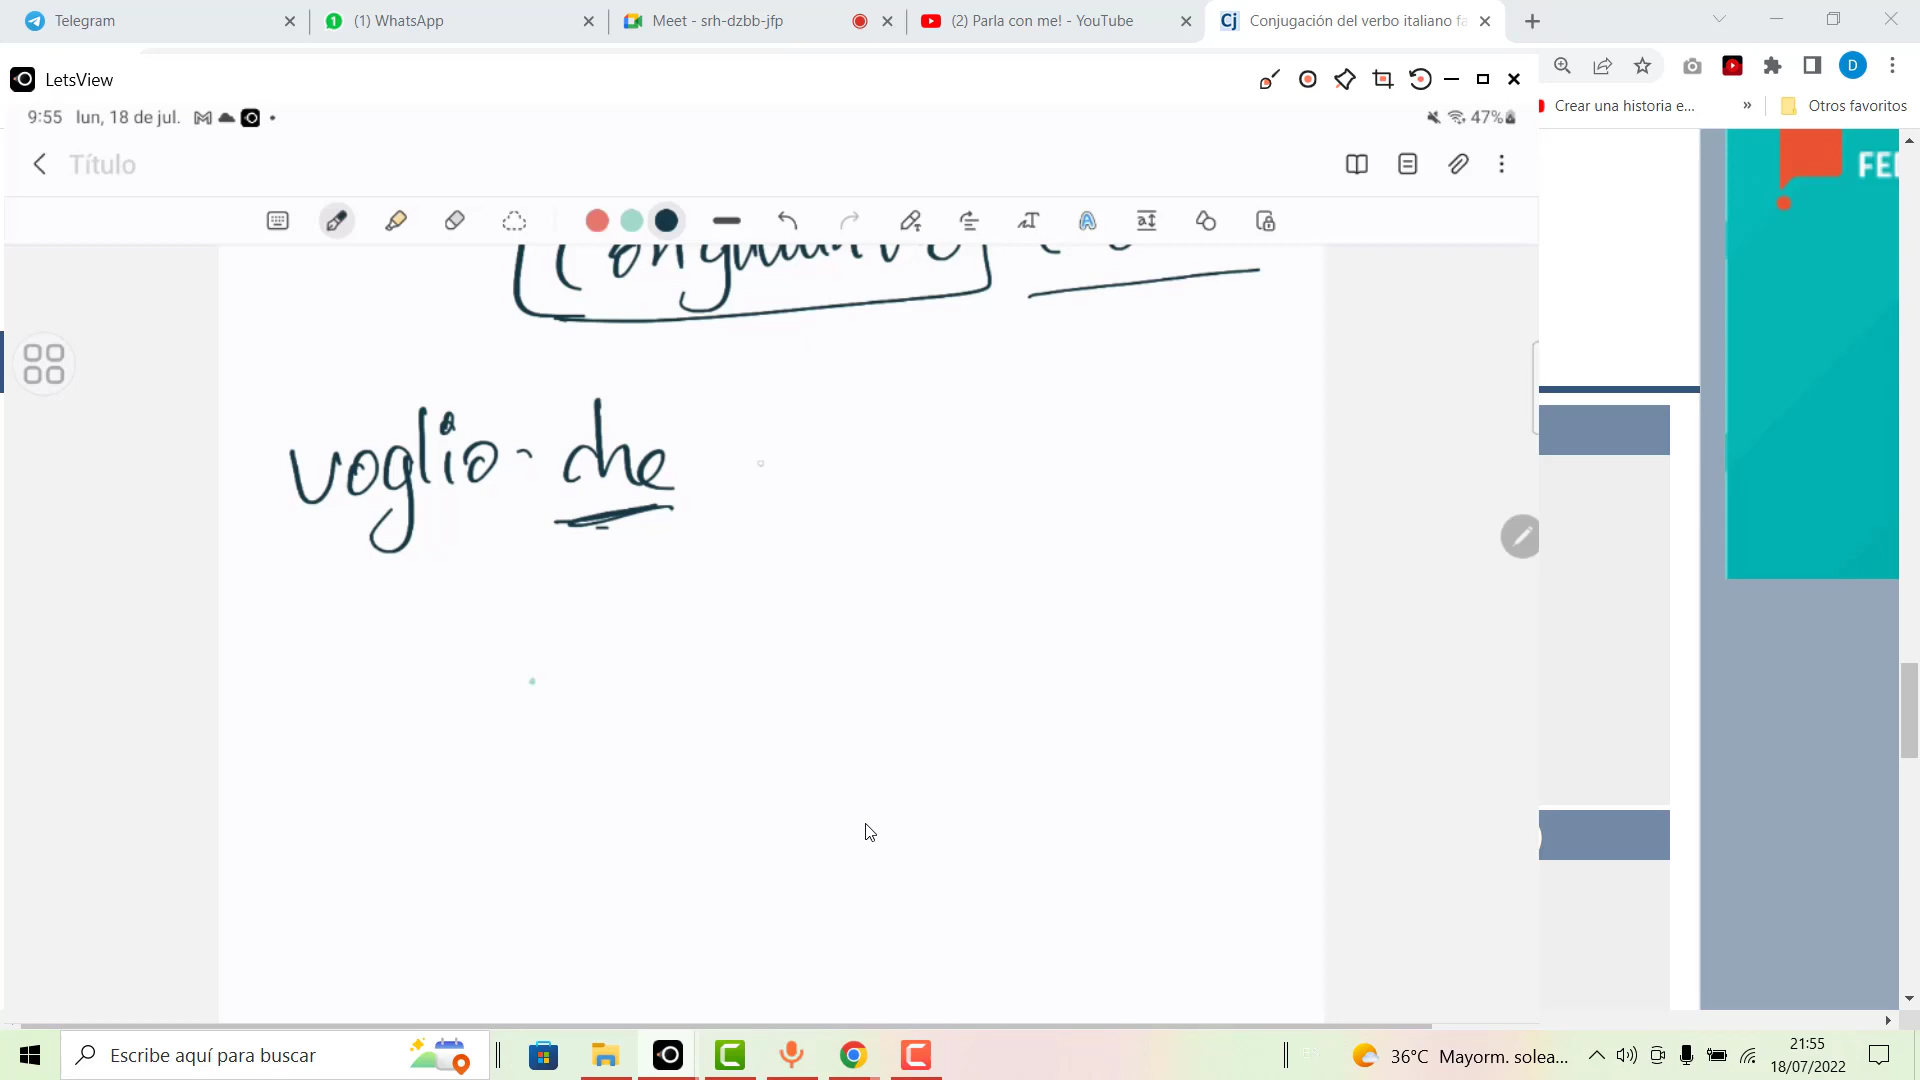 Telegram
(1) WhatsApp
Meet - srh-dzbb-jfp
(2) Parla con me! - YouTube
Conjugación del verbo italiano fa
LetsView
D
Crear una historia e...
»
Otros favoritos
9:55 lun, 18 de jul.
47%
Título
FE
voglio - che
Escribe aquí para buscar
36°C Mayorm. solea...
21:55
18/07/2022